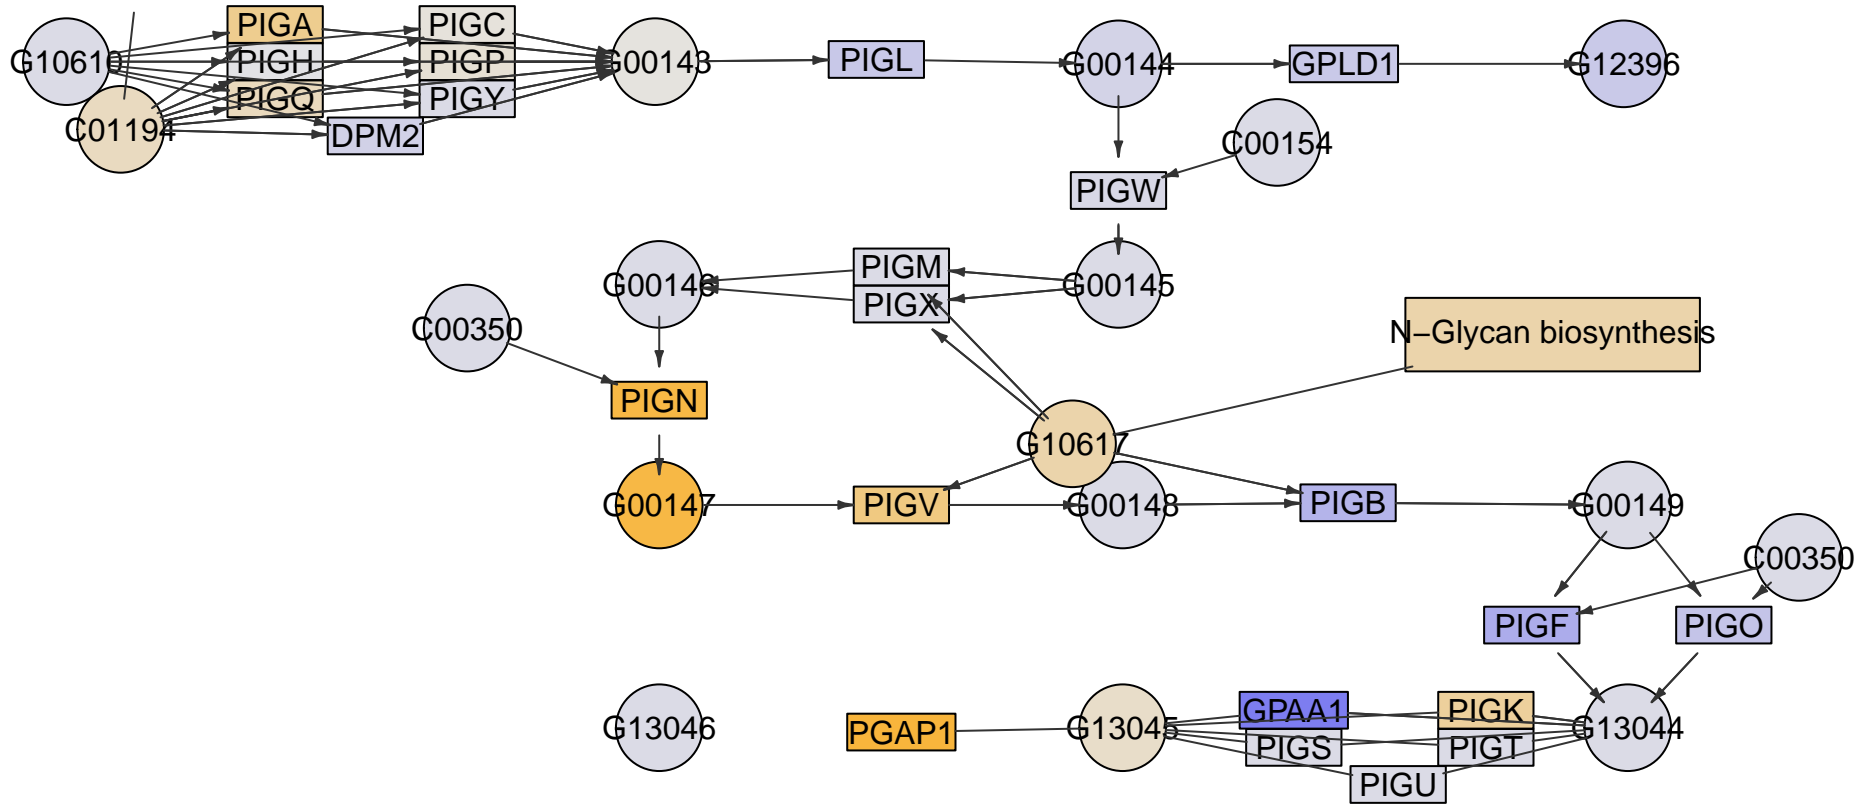 PIGA
PIGC
G10618
PIGH
PIGP
G00143
PIGL
G00144
GPLD1
G12396
PIGQ
PIGY
C01194
DPM2
C00154
PIGW
PIGM
G00146
G00145
PIGX
C00350
N−Glycan biosynthesis
PIGN
G10617
G00147
PIGV
G00148
PIGB
G00149
C00350
PIGF
PIGO
GPAA1
PIGK
G13046
PGAP1
G13045
G13044
PIGS
PIGT
PIGU